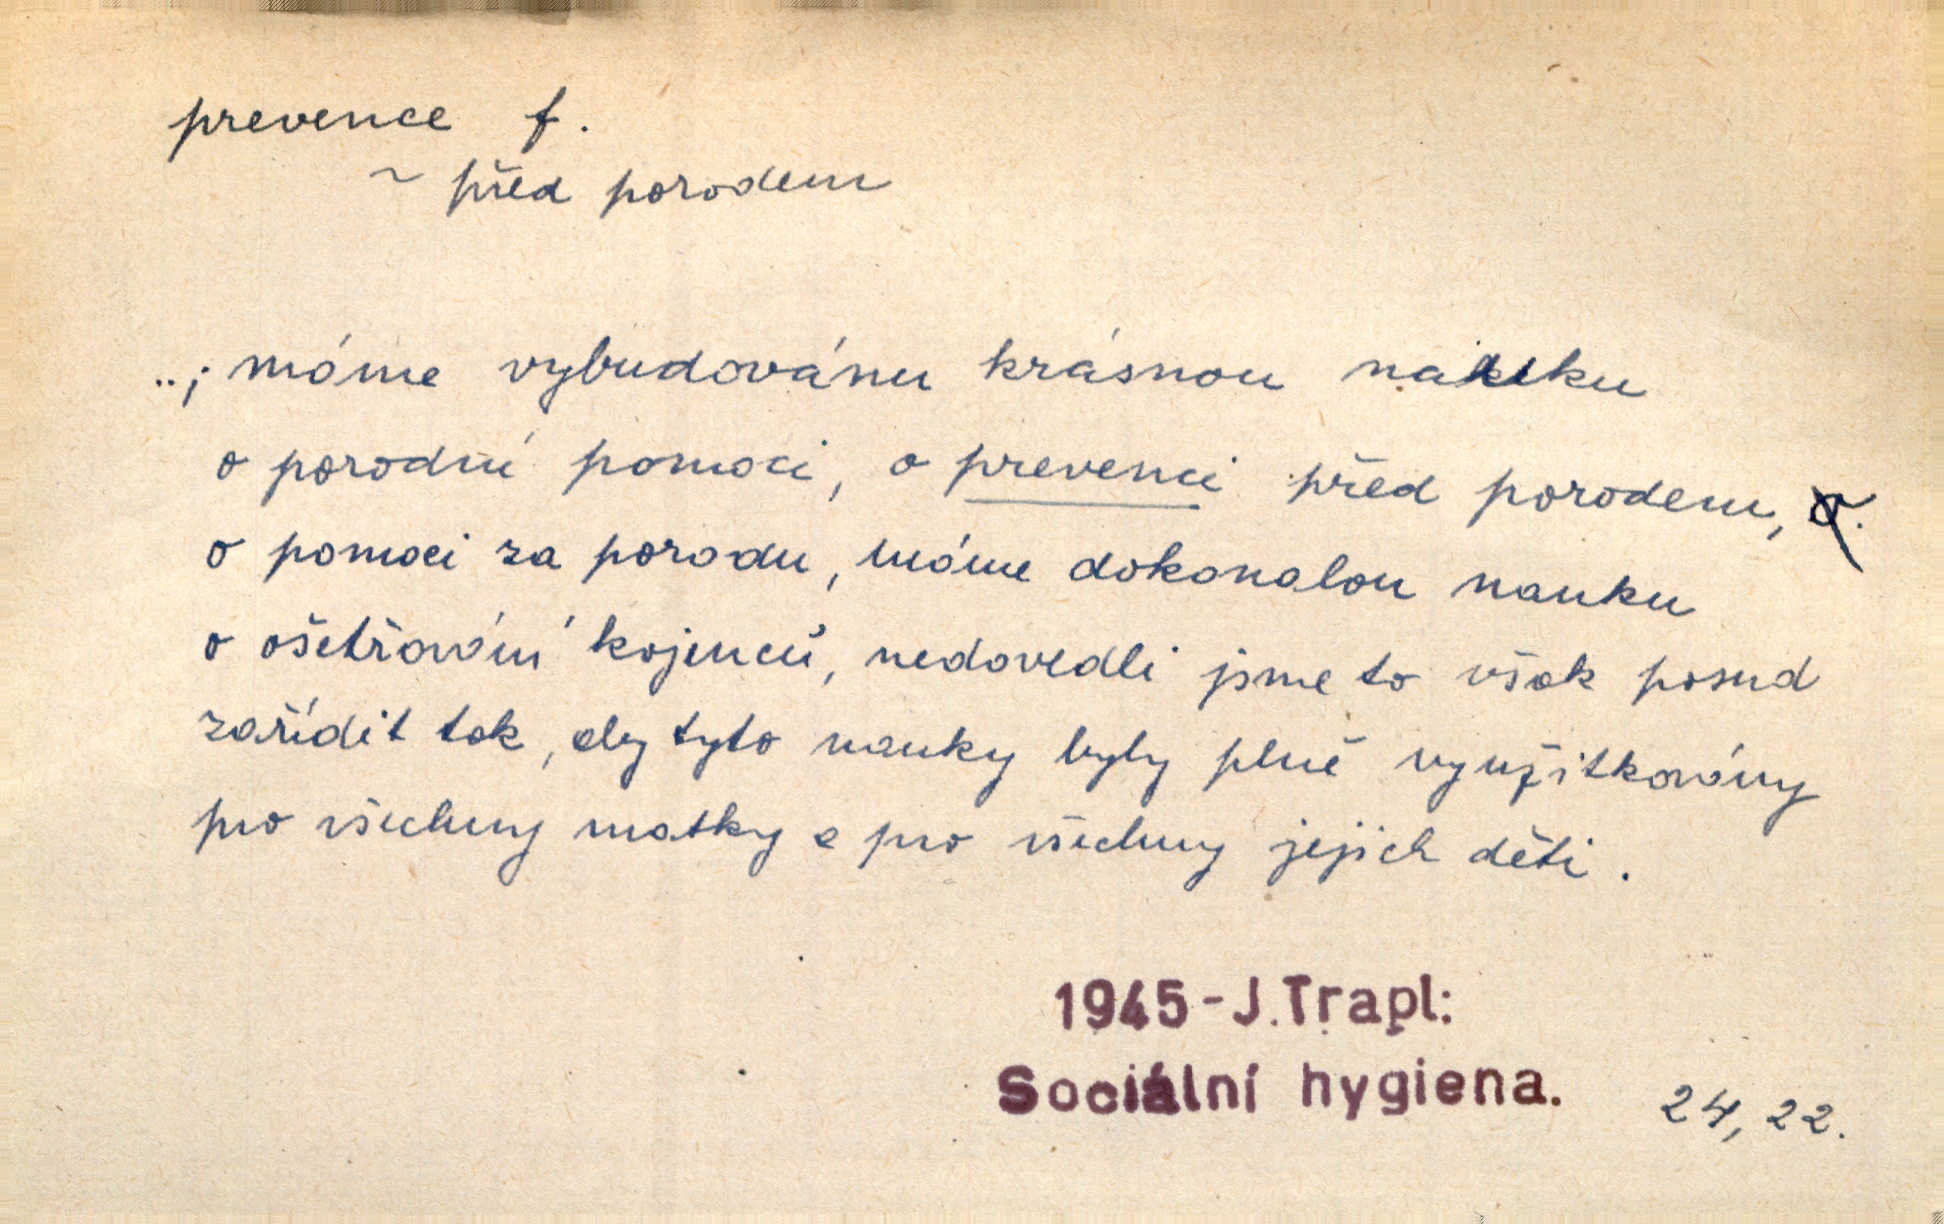 prevence f.
~ před porodem
..; máme vybudovánu krásnou nauku
o porodní pomoci, o prevenci před porodem,
o pomoci za porodu, máme dokonalou nauku
o ošetřování kojenců, nedovedli jsme to však posud
zařídit tak, aby tyto nauky byly plně využitkovány
pro všechny matky a pro všechny jejich děti.
1945 - J. Trapl:
Sociální hygiena.
24, 22.